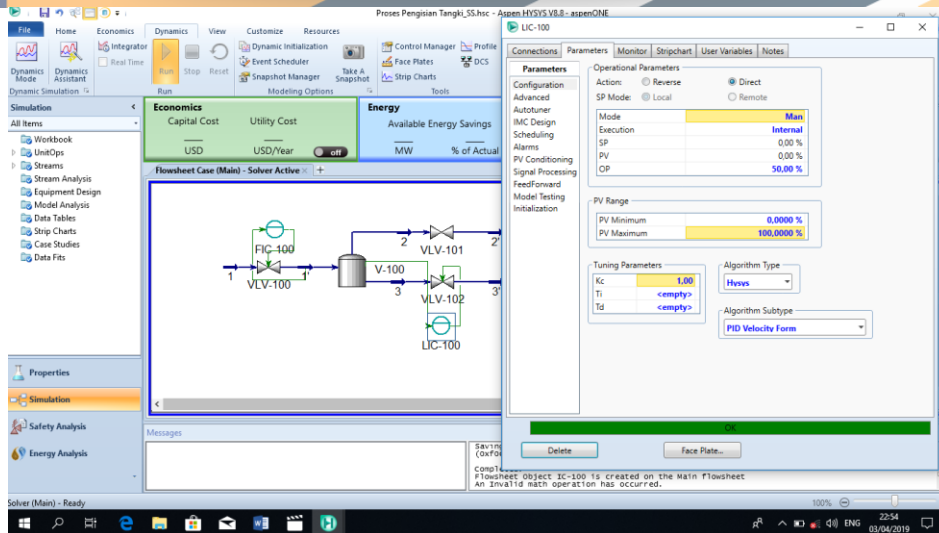 Proses Pengisian Tangki_SS.hsc - Aspen HYSYS V8.8 - aspenONE
File Home Economics Dynamics View Customize Resources
Dynamics Mode
Dynamics Assistant
Integrator
Real Time
Run Stop Reset
Dynamic Initialization
Event Scheduler
Snapshot Manager
Take A Snapshot
Control Manager Profile
Face Plates DCS
Strip Charts
Dynamic Simulation Run Modeling Options Tools
Simulation
All Items
Workbook
UnitOps
Streams
Stream Analysis
Equipment Design
Model Analysis
Data Tables
Strip Charts
Case Studies
Data Fits
Properties
Simulation
Safety Analysis
Energy Analysis
Economics
Capital Cost Utility Cost
USD USD/Year off
Energy
Available Energy Savings
MW % of Actual
Flowsheet Case (Main) - Solver Active
FIC-100
1
1'
VLV-100
V-100
2
VLV-101
2'
3
VLV-102
3'
LIC-100
Messages
Flowsheet Object IC-100 is created on the Main flowsheet
An Invalid math operation has occurred.
Solver (Main) - Ready
100%
LIC-100
Connections Parameters Monitor Stripchart User Variables Notes
Parameters
Configuration
Advanced
Autotuner
IMC Design
Scheduling
Alarms
PV Conditioning
Signal Processing
FeedForward
Model Testing
Initialization
Operational Parameters
Action: Reverse Direct
SP Mode: Local Remote
Mode Man
Execution Internal
SP 0,00 %
PV 0,00 %
OP 50,00 %
PV Range
PV Minimum 0,0000 %
PV Maximum 100,0000 %
Tuning Parameters
Kc 1,00
Ti <empty>
Td <empty>
Algorithm Type
Hysys
Algorithm Subtype
PID Velocity Form
OK
Delete Face Plate...
ENG
22:54
03/04/2019